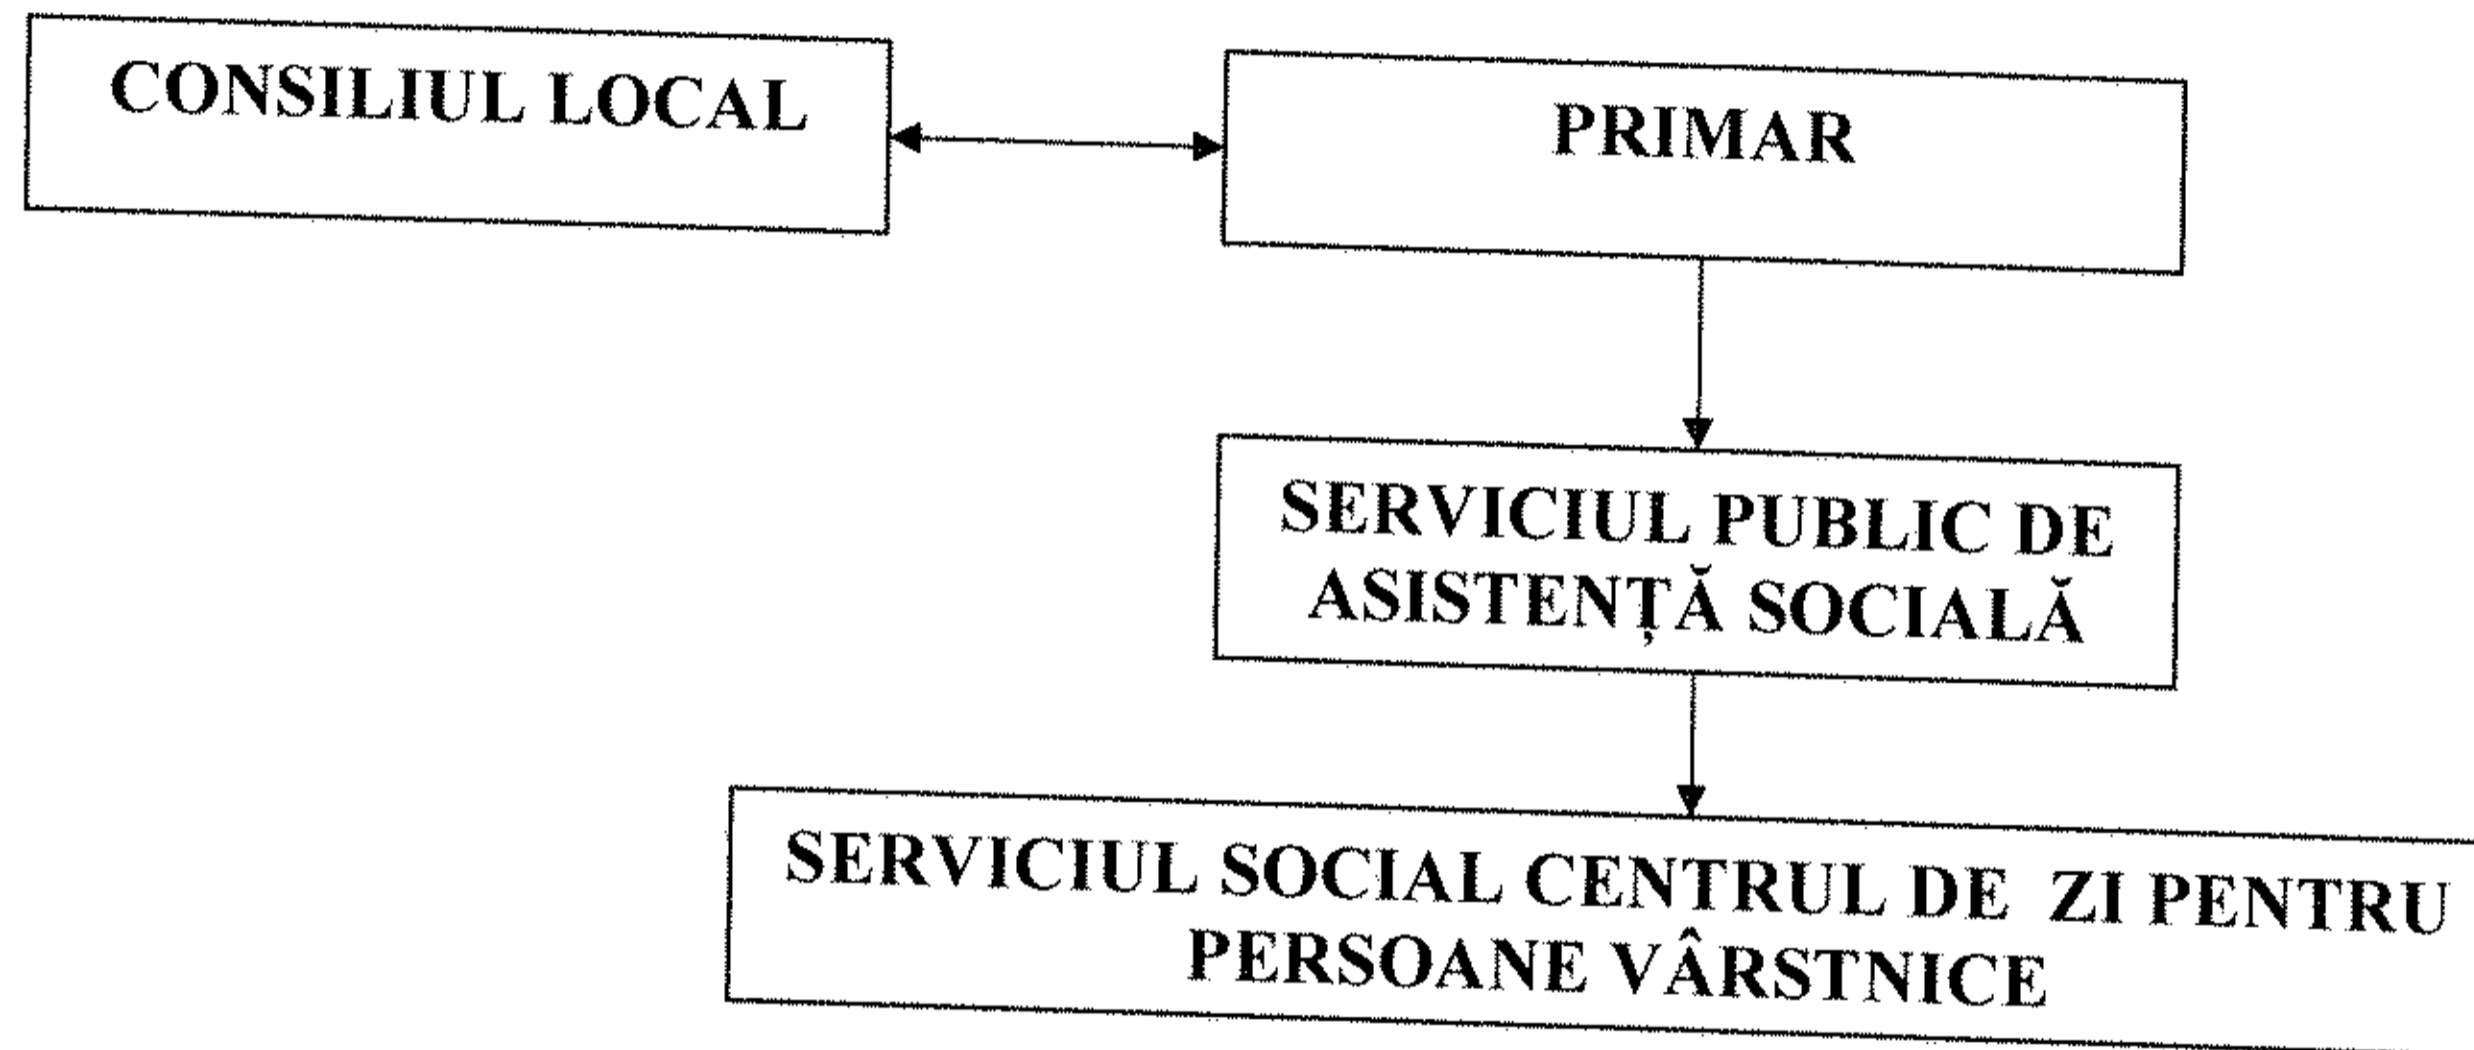 CONSILIUL LOCAL
PRIMAR
SERVICIUL PUBLIC DE
ASISTENȚĂ SOCIALĂ
SERVICIUL SOCIAL CENTRUL DE ZI PENTRU
PERSOANE VÂRSTNICE